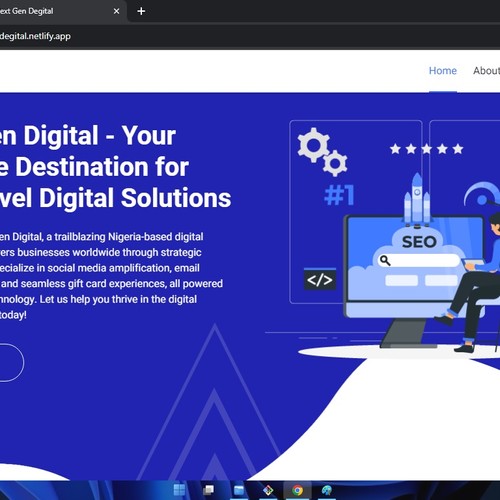 ext Gen Degital
degital.netlify.app
Home About
en Digital - Your
e Destination for
vel Digital Solutions
en Digital, a trailblazing Nigeria-based digital
ers businesses worldwide through strategic
ecialize in social media amplification, email
and seamless gift card experiences, all powered
hnology. Let us help you thrive in the digital
today!
#1
SEO
</>